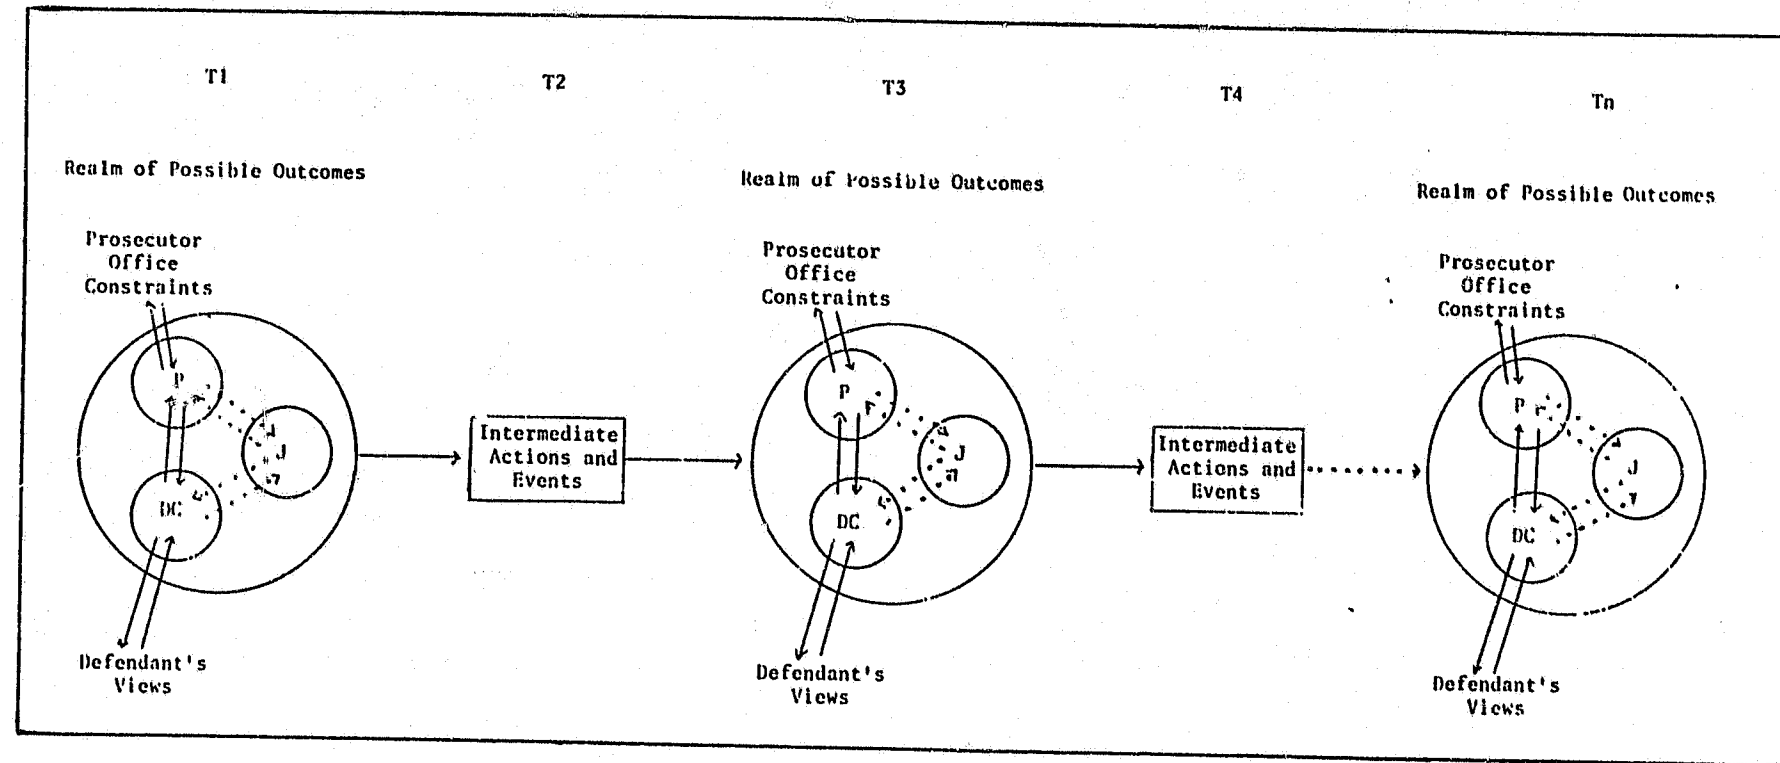 T1
T2
T3
T4
Tn
Realm of Possible Outcomes
Realm of Possible Outcomes
Realm of Possible Outcomes
Prosecutor
Office
Constraints
P
J
DC
Defendant's
Views
Intermediate
Actions and
Events
Prosecutor
Office
Constraints
P
J
DC
Defendant's
Views
Intermediate
Actions and
Events
Prosecutor
Office
Constraints
P
J
DC
Defendant's
Views